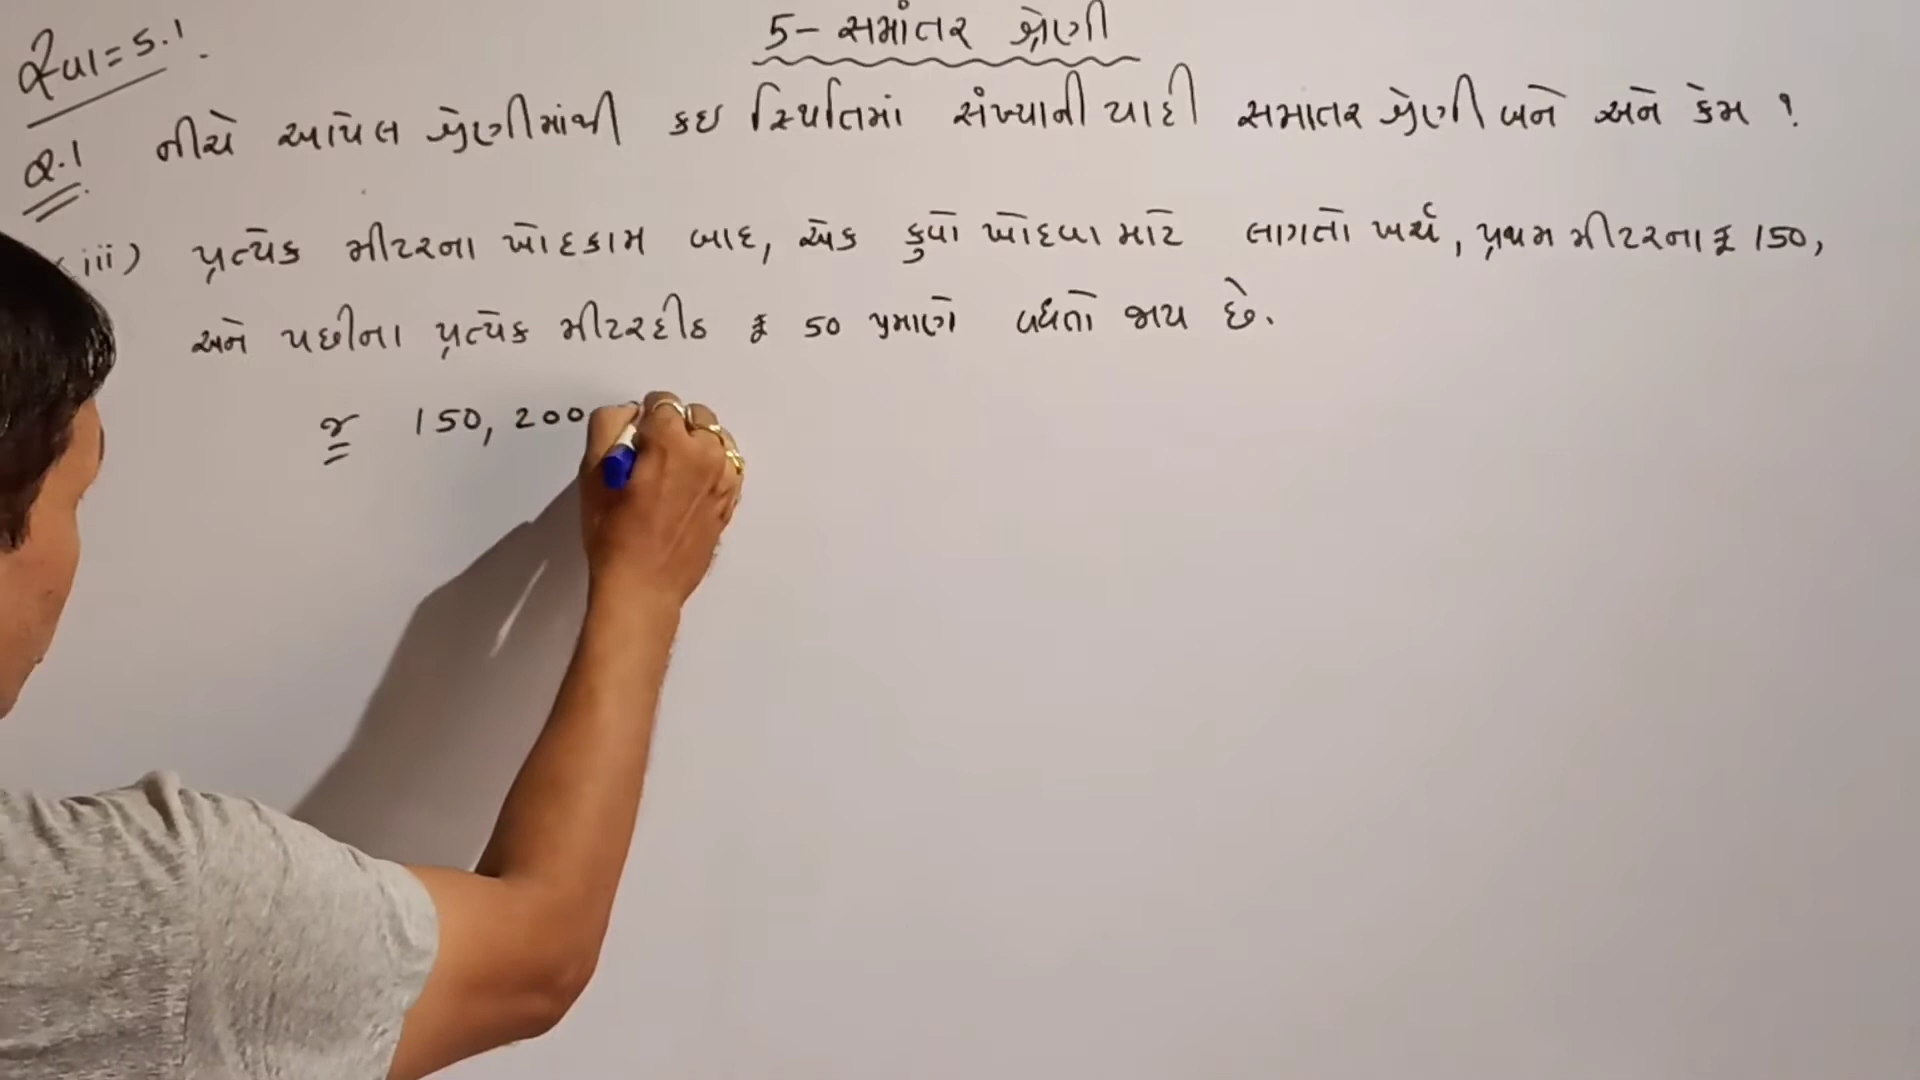 5- સમાંતર શ્રેણી
સ્વા = 5.1.
Q.1 નીચે આપેલ શ્રેણીમાંથી કઇ સ્થિતિમાં સંખ્યાની યાદી સમાતર શ્રેણી બને અને કેમ ?
iii) પ્રત્યેક મીટરના ખોદકામ બાદ, એક કુવો ખોદવા માટે લાગતો ખર્ચ, પ્રથમ મીટરના રૂ 150,
અને પછીના પ્રત્યેક મીટરદીઠ રૂ 50 પ્રમાણે વધતો જાય છે.
જ 150, 200